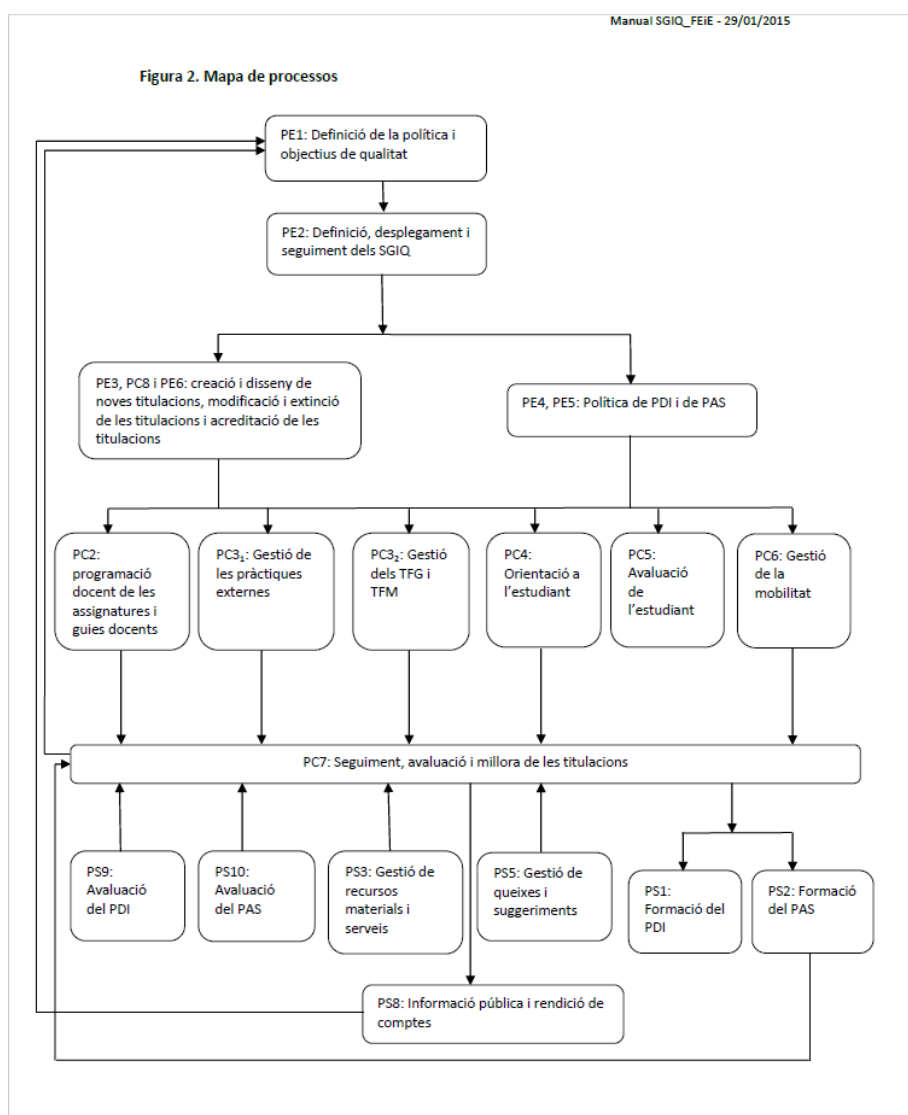 Manual SGIQ_FEiE - 29/01/2015
Figura 2. Mapa de processos
PE1: Definició de la política i
objectius de qualitat
PE2: Definició, desplegament i
seguiment dels SGIQ
PE3, PC8 i PE6: creació i disseny de
noves titulacions, modificació i extinció
de les titulacions i acreditació de les
titulacions
PE4, PE5: Política de PDI i de PAS
PC2:
programació
docent de les
assignatures i
guies docents
PC3₁: Gestió de
les pràctiques
externes
PC3₂: Gestió
dels TFG i
TFM
PC4:
Orientació a
l'estudiant
PC5:
Avaluació
de
l'estudiant
PC6: Gestió
de la
mobilitat
PC7: Seguiment, avaluació i millora de les titulacions
PS9:
Avaluació
del PDI
PS10:
Avaluació
del PAS
PS3: Gestió de
recursos
materials i
serveis
PS5: Gestió de
queixes i
suggeriments
PS1:
Formació del
PDI
PS2: Formació
del PAS
PS8: Informació pública i rendició de
comptes